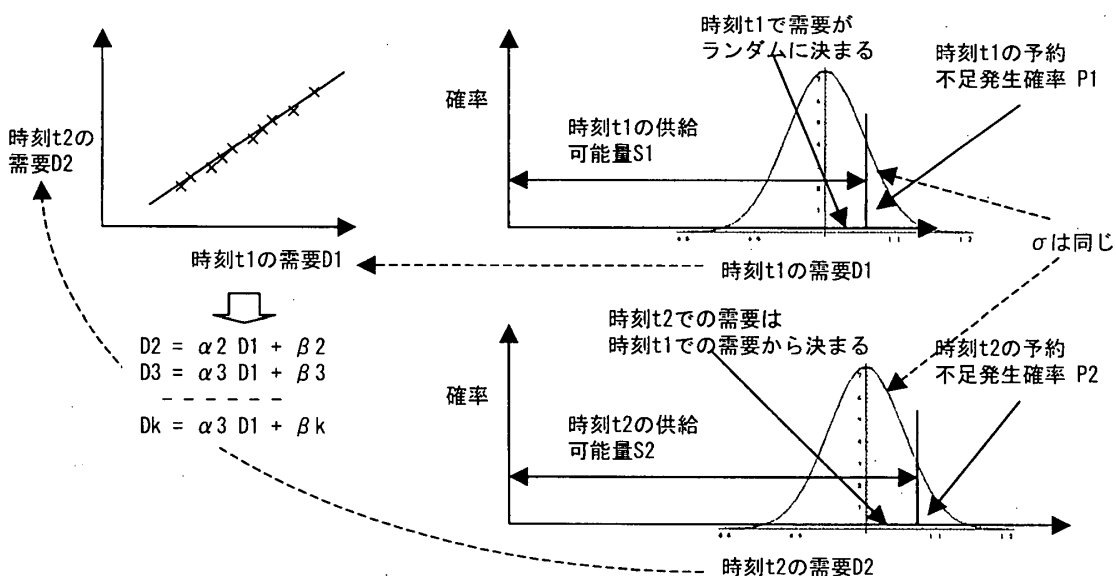 時刻t2の
需要D2
時刻t1の需要D1
D2 = α2 D1 + β2
D3 = α3 D1 + β3
Dk = α3 D1 + βk
時刻t1で需要が
ランダムに決まる
確率
時刻t1の供給
可能量S1
時刻t1の予約
不足発生確率 P1
時刻t1の需要D1
σは同じ
時刻t2での需要は
時刻t1での需要から決まる
確率
時刻t2の供給
可能量S2
時刻t2の予約
不足発生確率 P2
時刻t2の需要D2